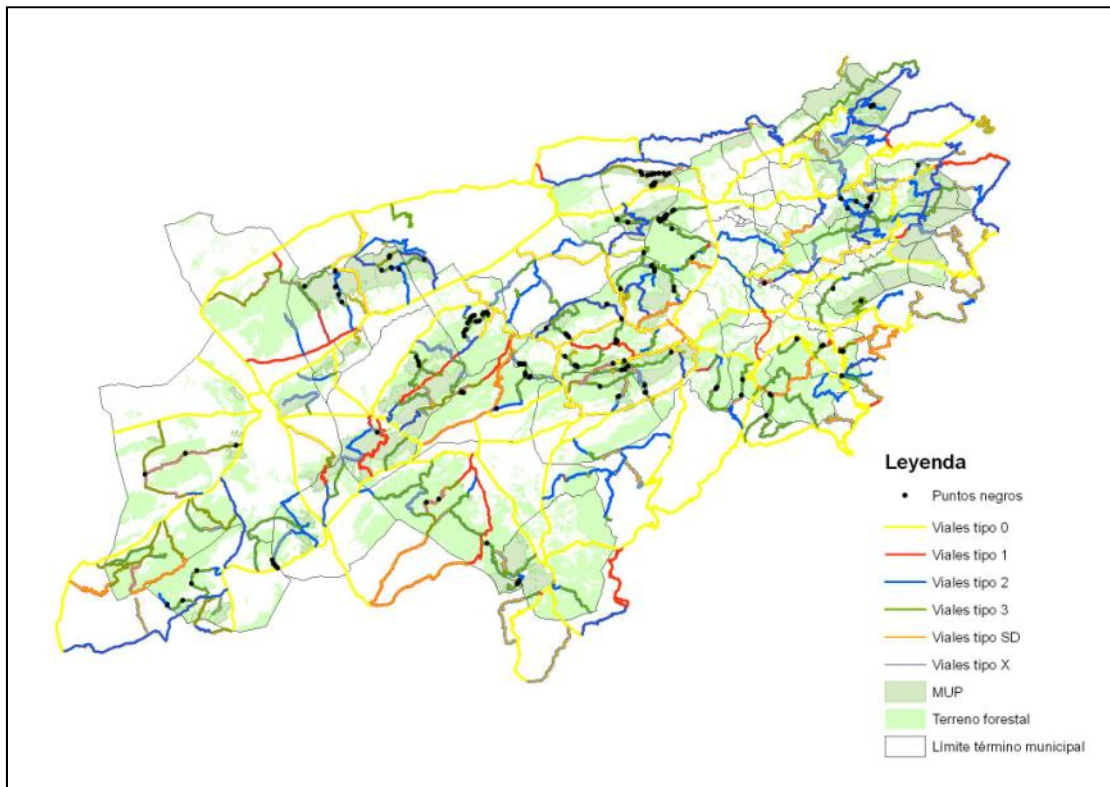 Leyenda
Puntos negros
Viales tipo 0
Viales tipo 1
Viales tipo 2
Viales tipo 3
Viales tipo SD
Viales tipo X
MUP
Terreno forestal
Límite término municipal